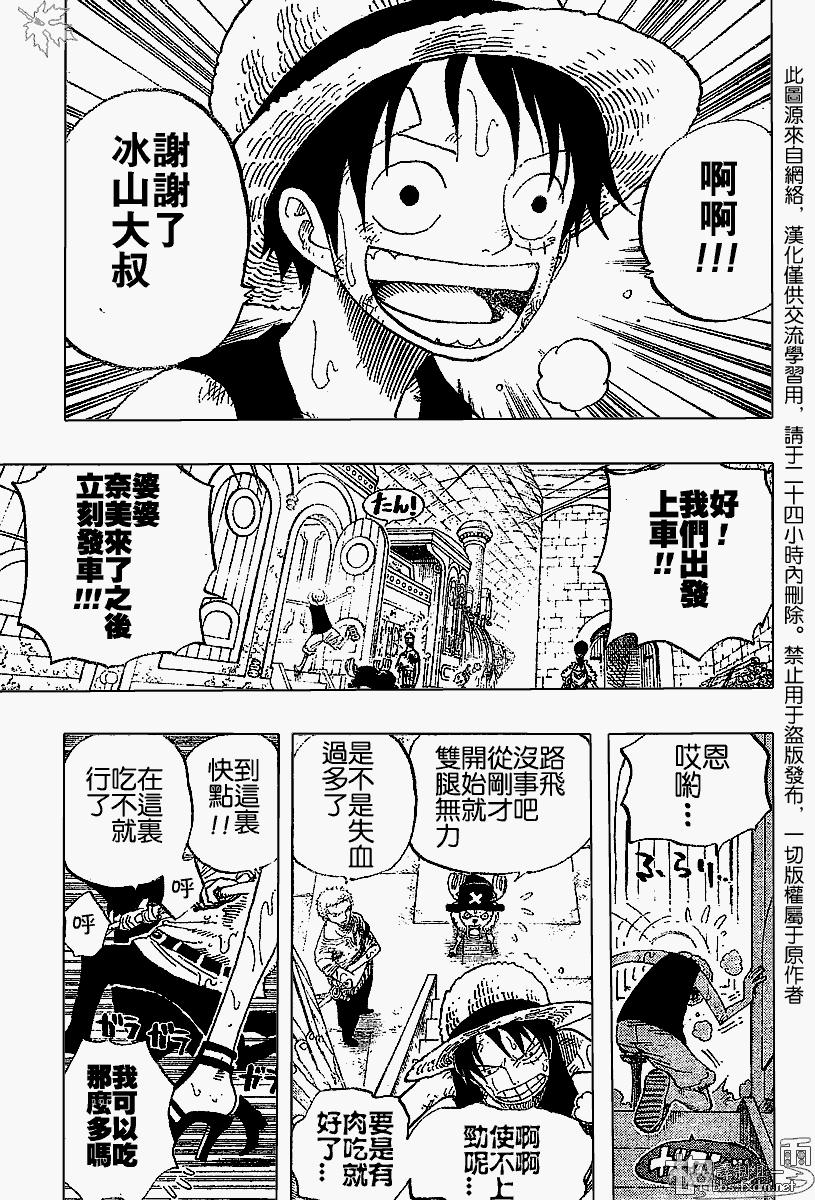 啊啊!!!
謝謝了
冰山大叔
好！
我們出發
上車!!
たん!
婆婆
奈美來了之後
立刻發車!!!
恩
哎喲…
ふらり
路飛
沒事吧
從剛才
開始就
雙腿無
力
是不是失血
過多了
啊啊
使不上
勁呢…
要是有
肉吃就
好了…
到這裏
快點!!
在這裏
吃不就
行了
呼
呼
ガラ
ガラ
ガラ
我可以吃
那麼多嗎
此圖源來自網絡，漢化僅供交流學習用，請于二十四小時內刪除。禁止用于盜版發布，一切版權屬于原作者